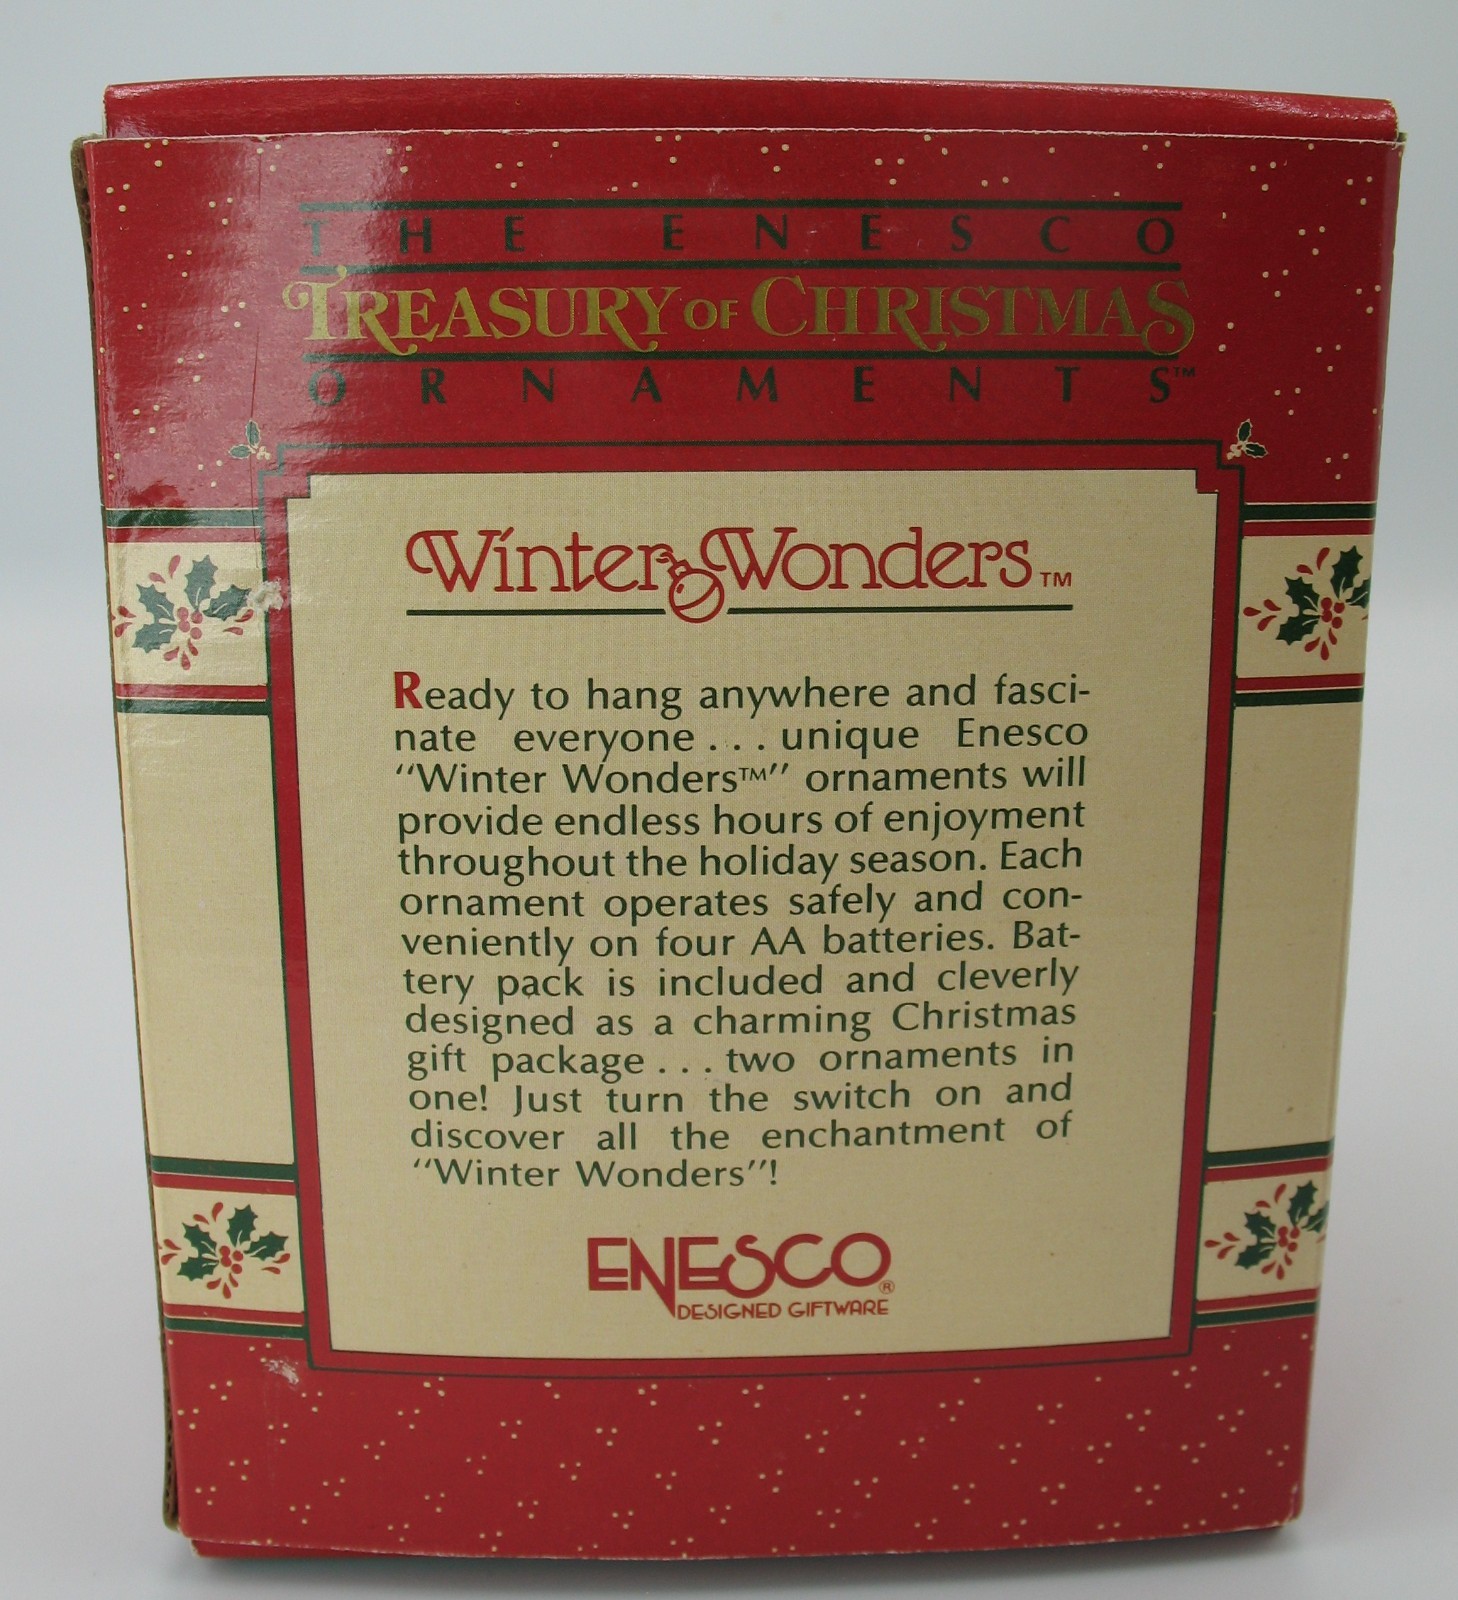 THE ENESCO
TREASURY OF CHRISTMAS
ORNAMENTS™
Winter Wonders™
Ready to hang anywhere and fasci-
nate everyone . . . unique Enesco
“Winter Wonders™” ornaments will
provide endless hours of enjoyment
throughout the holiday season. Each
ornament operates safely and con-
veniently on four AA batteries. Bat-
tery pack is included and cleverly
designed as a charming Christmas
gift package . . . two ornaments in
one! Just turn the switch on and
discover all the enchantment of
“Winter Wonders”!
ENESCO®
DESIGNED GIFTWARE